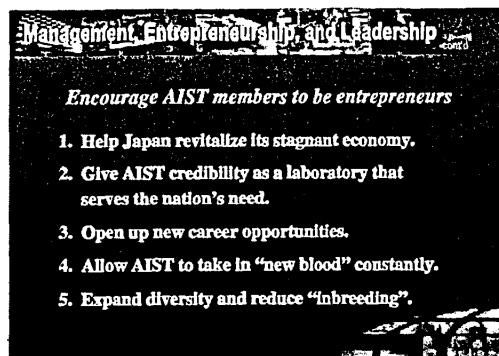 Management, Entrepreneurship, and Leadership cont'd
Encourage AIST members to be entrepreneurs
1. Help Japan revitalize its stagnant economy.
2. Give AIST credibility as a laboratory that
serves the nation's need.
3. Open up new career opportunities.
4. Allow AIST to take in “new blood” constantly.
5. Expand diversity and reduce “inbreeding”.